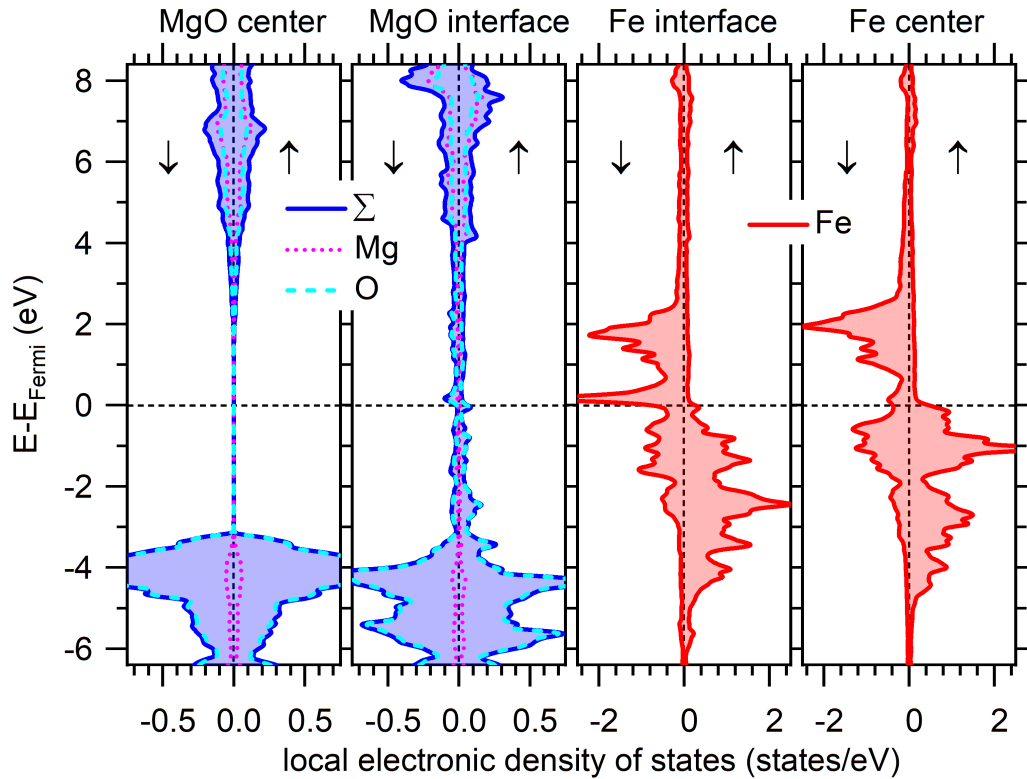 MgO center MgO interface Fe interface Fe center
8
6
4
2
0
-2
-4
-6
E-E_Fermi (eV)
↓ ↑ ↓ ↑ ↓ ↑ ↓ ↑
Σ
Mg
O
Fe
-0.5 0.0 0.5 -0.5 0.0 0.5 -2 0 2 -2 0 2
local electronic density of states (states/eV)